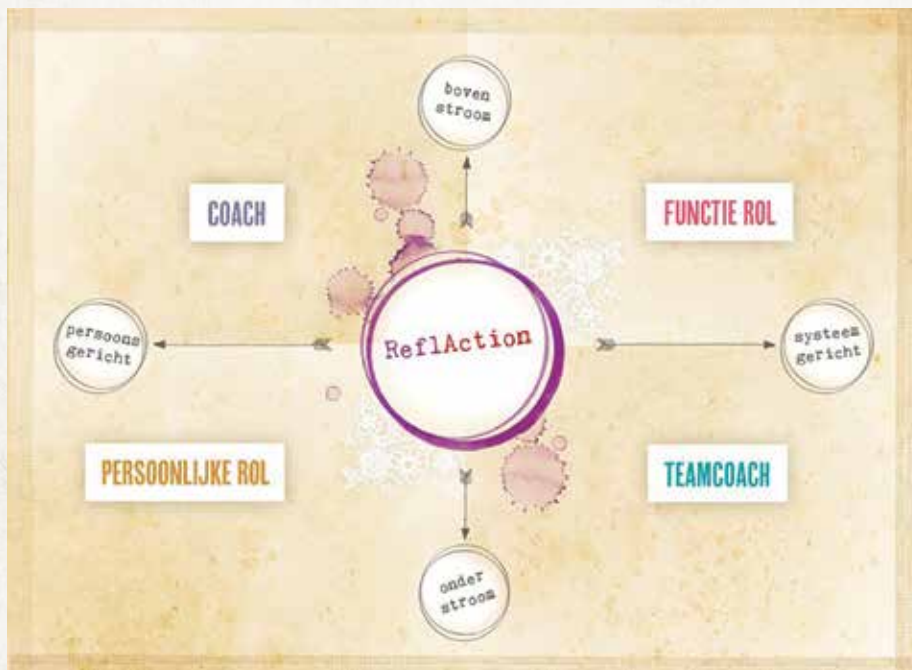 boven
stroom
COACH
FUNCTIE ROL
persoons
gericht
ReflAction
systeem
gericht
PERSOONLIJKE ROL
TEAMCOACH
onder
stroom